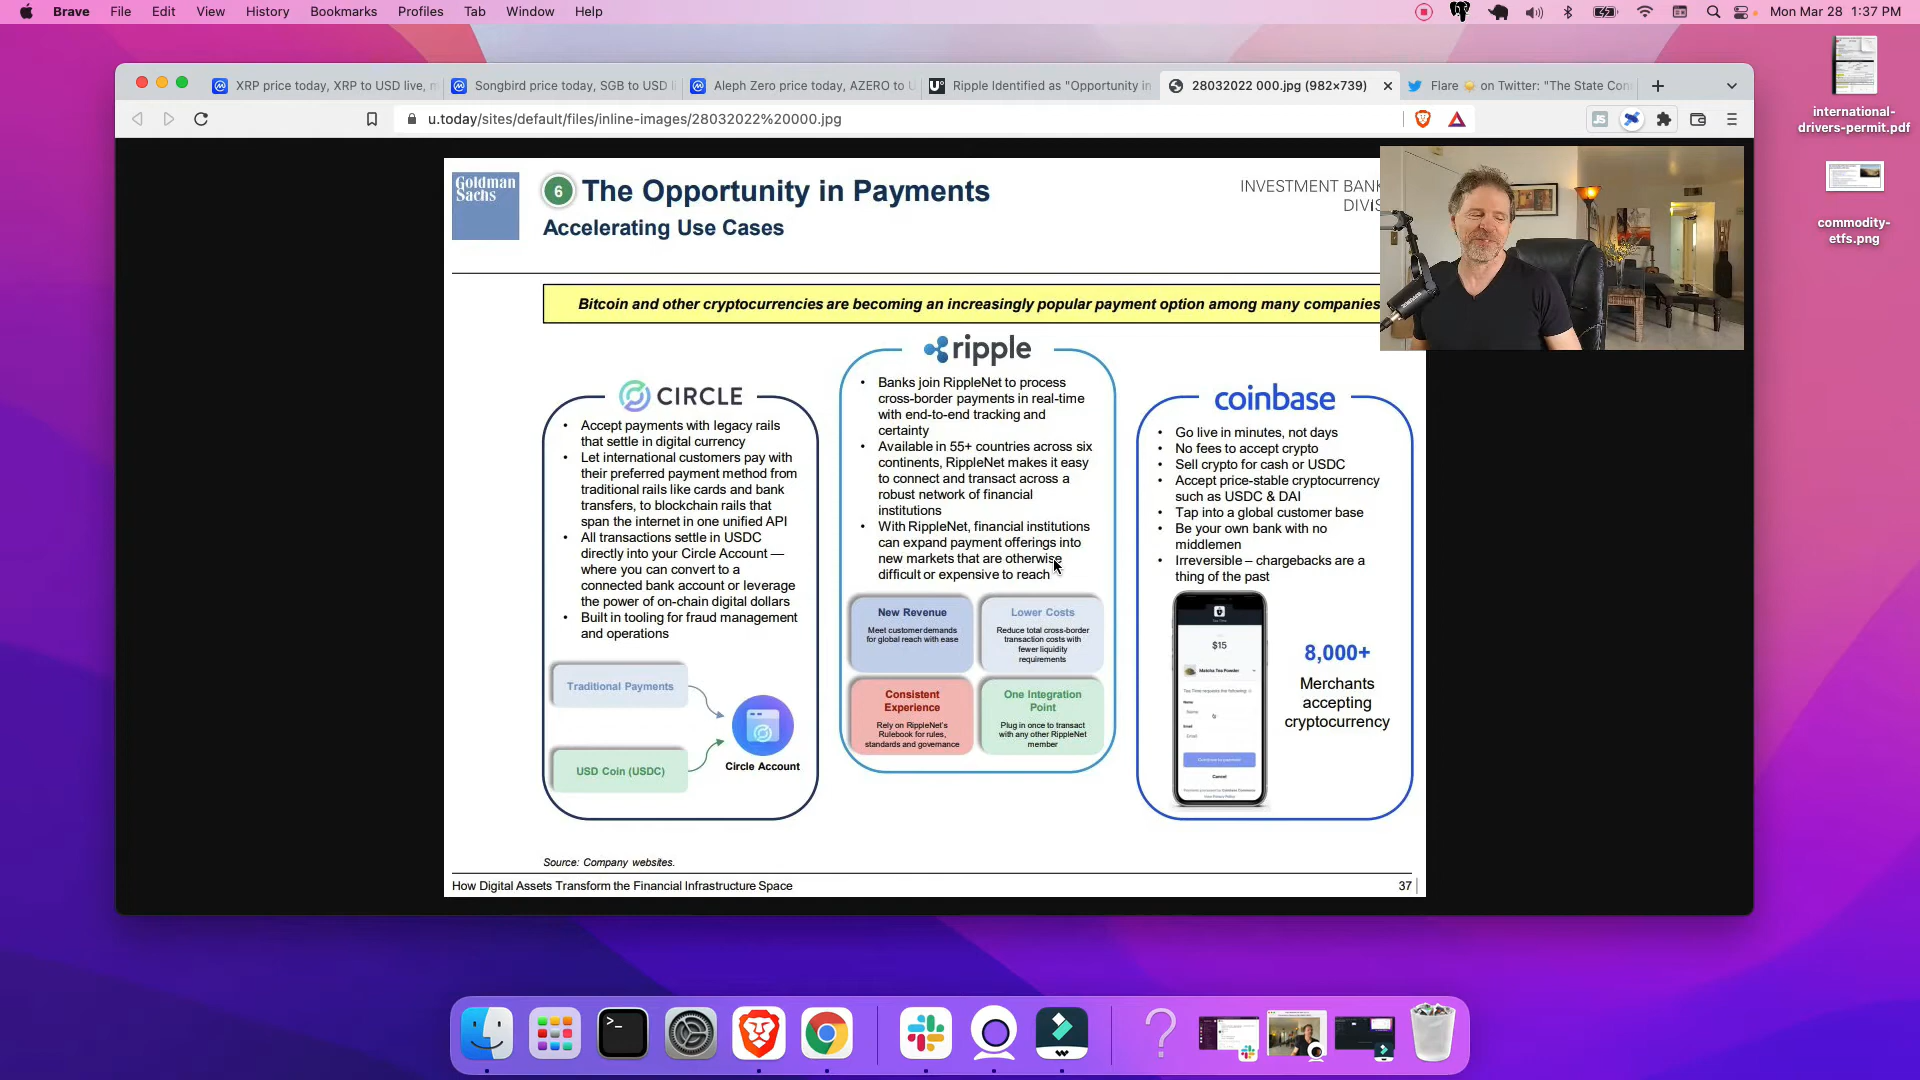 Brave File Edit View History Bookmarks Profiles Tab Window Help
Mon Mar 28 1:37 PM
XRP price today, XRP to USD live,
Songbird price today, SGB to USD
Aleph Zero price today, AZERO to
Ripple Identified as "Opportunity in
28032022 000.jpg (982×739)
Flare on Twitter: "The State Con
u.today/sites/default/files/inline-images/28032022%20000.jpg
JS
international-
drivers-permit.pdf
commodity-
etfs.png
Goldman
Sachs
6 The Opportunity in Payments
Accelerating Use Cases
INVESTMENT BANK
DIVIS
Bitcoin and other cryptocurrencies are becoming an increasingly popular payment option among many companies
CIRCLE
• Accept payments with legacy rails
that settle in digital currency
• Let international customers pay with
their preferred payment method from
traditional rails like cards and bank
transfers, to blockchain rails that
span the internet in one unified API
• All transactions settle in USDC
directly into your Circle Account —
where you can convert to a
connected bank account or leverage
the power of on-chain digital dollars
• Built in tooling for fraud management
and operations
Traditional Payments
USD Coin (USDC)
Circle Account
ripple
• Banks join RippleNet to process
cross-border payments in real-time
with end-to-end tracking and
certainty
• Available in 55+ countries across six
continents, RippleNet makes it easy
to connect and transact across a
robust network of financial
institutions
• With RippleNet, financial institutions
can expand payment offerings into
new markets that are otherwise
difficult or expensive to reach
New Revenue
Meet customer demands
for global reach with ease
Lower Costs
Reduce total cross-border
transaction costs with
fewer liquidity
requirements
Consistent
Experience
Rely on RippleNet's
Rulebook for rules,
standards and governance
One Integration
Point
Plug in once to transact
with any other RippleNet
member
coinbase
• Go live in minutes, not days
• No fees to accept crypto
• Sell crypto for cash or USDC
• Accept price-stable cryptocurrency
such as USDC & DAI
• Tap into a global customer base
• Be your own bank with no
middlemen
• Irreversible – chargebacks are a
thing of the past
$15
Matcha Tea Powder
Name
Name
Email
Email
Cancel
8,000+
Merchants
accepting
cryptocurrency
Source: Company websites.
How Digital Assets Transform the Financial Infrastructure Space
37